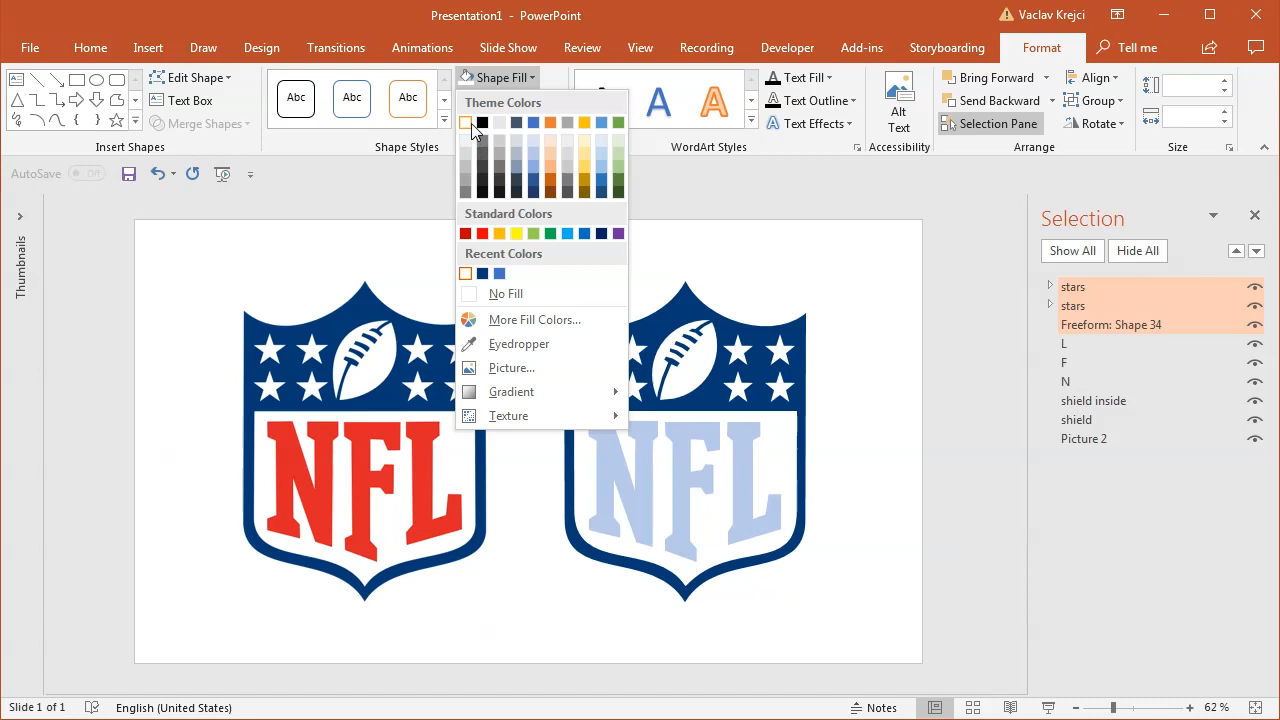 Presentation1 - PowerPoint
Vaclav Krejci
File Home Insert Draw Design Transitions Animations Slide Show Review View Recording Developer Add-ins Storyboarding Format Tell me
Edit Shape
Text Box
Merge Shapes
Insert Shapes
Abc Abc Abc
Shape Styles
Shape Fill
A A
WordArt Styles
Text Fill
Text Outline
Text Effects
Alt
Text
Accessibility
Bring Forward
Send Backward
Selection Pane
Align
Group
Rotate
Arrange
Size
AutoSave Off
Theme Colors
Standard Colors
Recent Colors
No Fill
More Fill Colors...
Eyedropper
Picture...
Gradient
Texture
Thumbnails
NFL
NFL
Selection
Show All Hide All
stars
stars
Freeform: Shape 34
L
F
N
shield inside
shield
Picture 2
Slide 1 of 1 English (United States) Notes 62 %